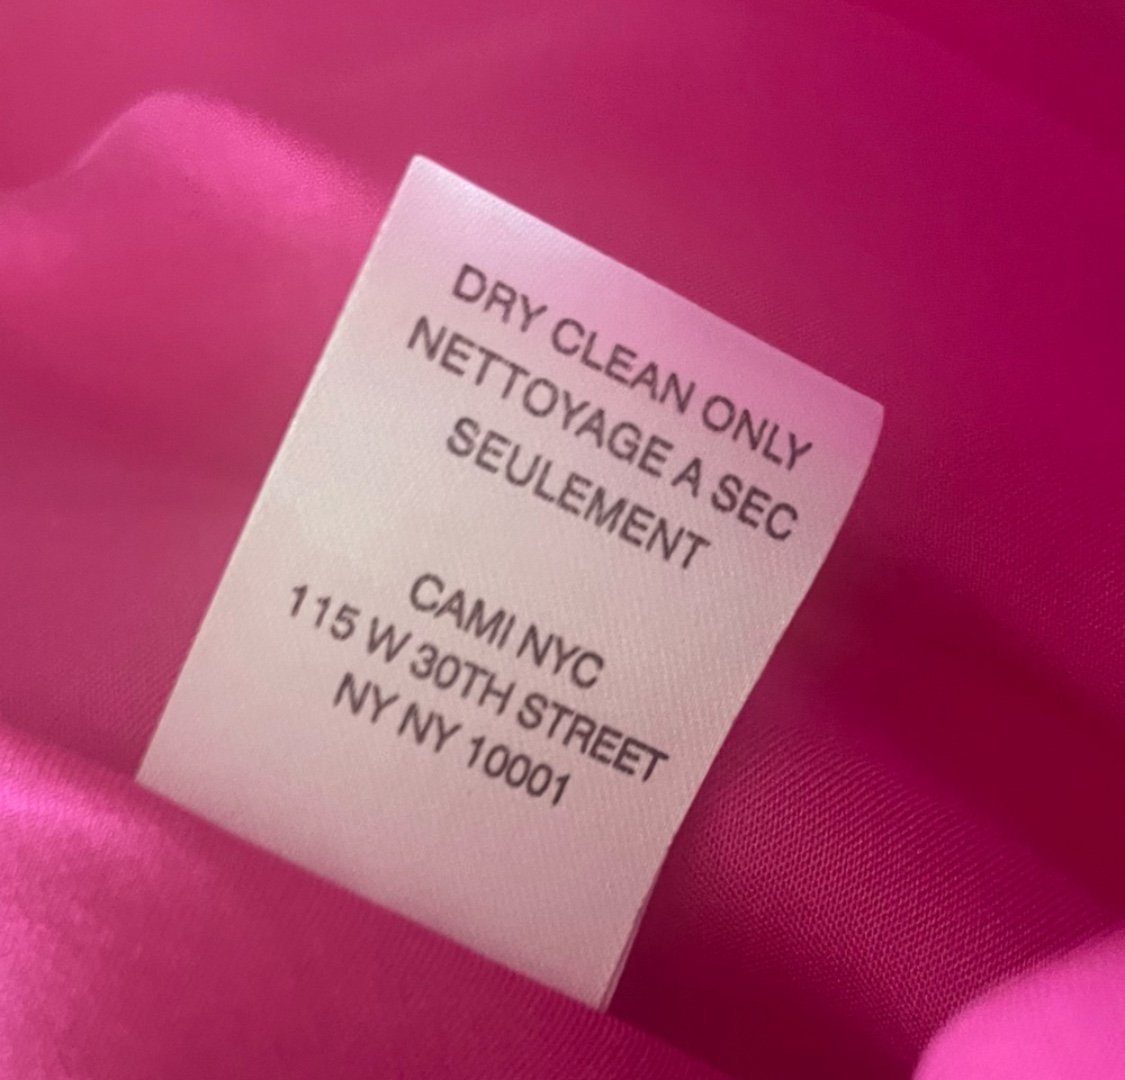 DRY CLEAN ONLY
NETTOYAGE A SEC
SEULEMENT
CAMI NYC
115 W 30TH STREET
NY NY 10001